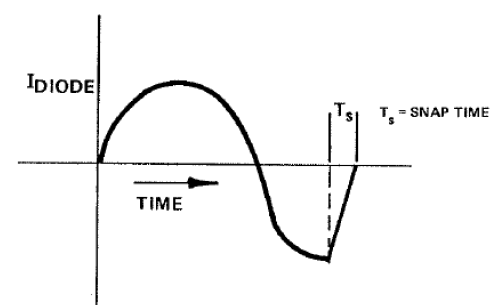 IDIODE
Ts
Ts = SNAP TIME
TIME